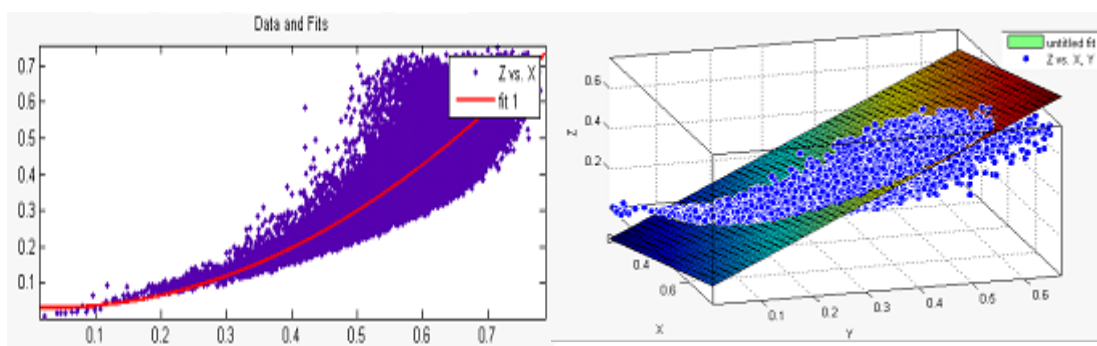 Data and Fits
0.7
0.6
0.5
0.4
0.3
0.2
0.1
0.1 0.2 0.3 0.4 0.5 0.6 0.7
Z vs. X
fit 1
untitled fit
Z vs. X, Y
0.6
0.4
0.2
Z
0.4
0.6
X
0.1 0.2 0.3 0.4 0.5 0.6
Y